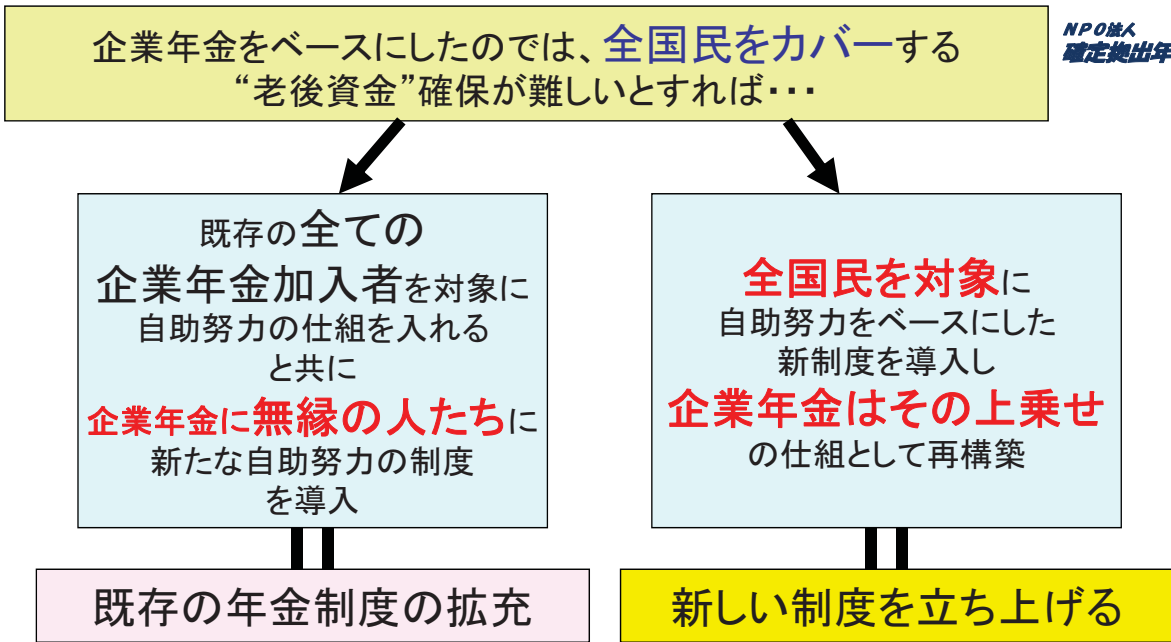 企業年金をベースにしたのでは、全国民をカバーする
“老後資金”確保が難しいとすれば・・・
NPO法人
確定拠出年
既存の全ての
企業年金加入者を対象に
自助努力の仕組を入れる
と共に
企業年金に無縁の人たちに
新たな自助努力の制度
を導入
全国民を対象に
自助努力をベースにした
新制度を導入し
企業年金はその上乗せ
の仕組として再構築
既存の年金制度の拡充
新しい制度を立ち上げる